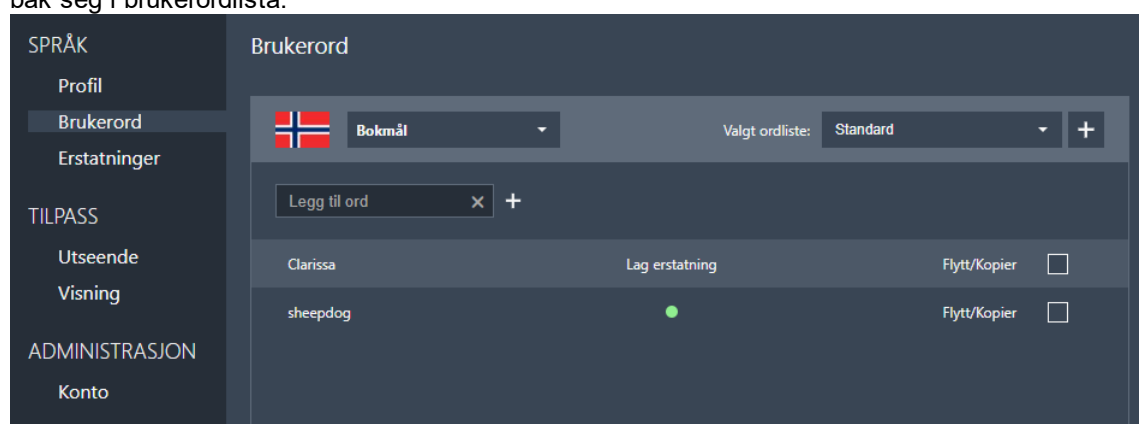 bak seg i brukerordlista.
SPRÅK
Profil
Brukerord
Erstatninger
TILPASS
Utseende
Visning
ADMINISTRASJON
Konto
Brukerord
Bokmål Valgt ordliste: Standard
Legg til ord
Clarissa Lag erstatning Flytt/Kopier
sheepdog Flytt/Kopier